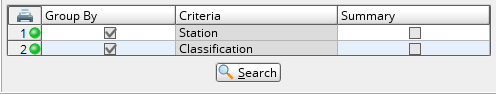 Group By Criteria Summary
1 Station
2 Classification
Search